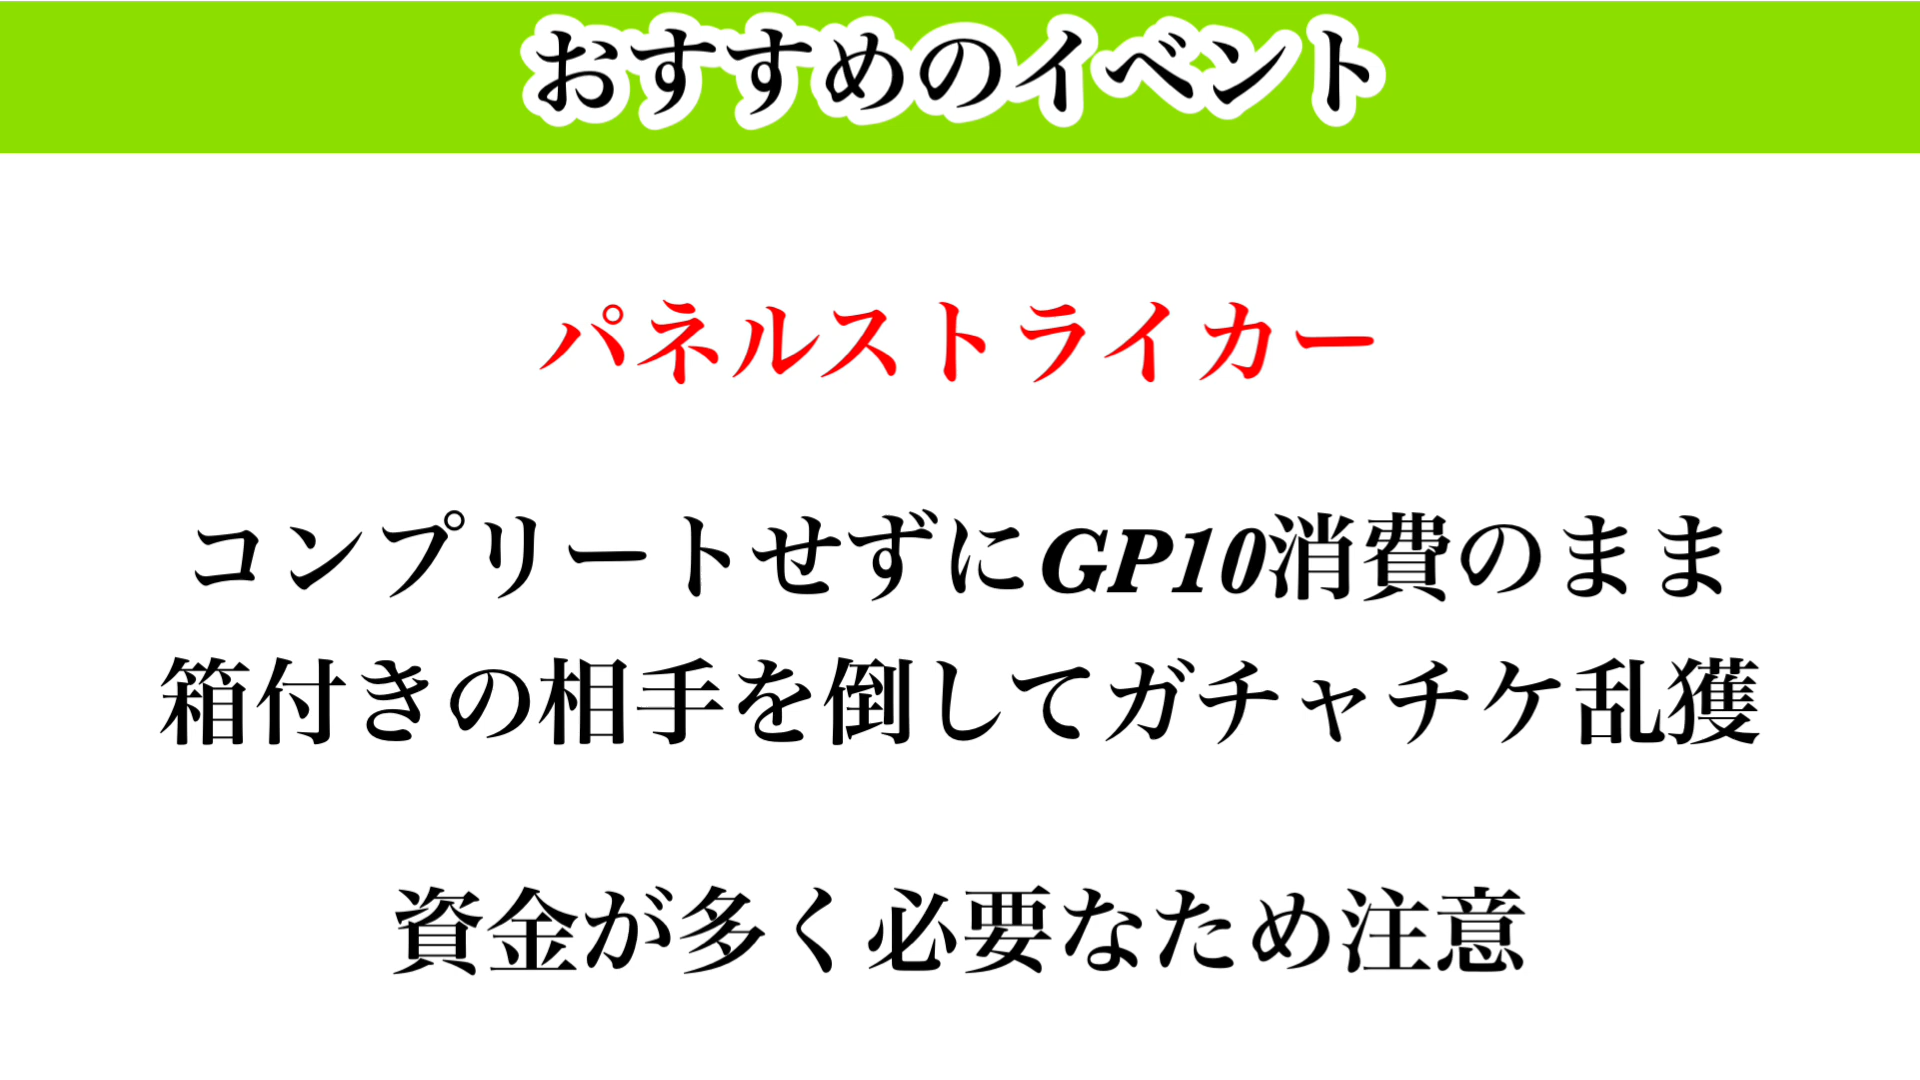 おすすめのイベント
パネルストライカー
コンプリートせずにGP10消費のまま
箱付きの相手を倒してガチャチケ乱獲
資金が多く必要なため注意